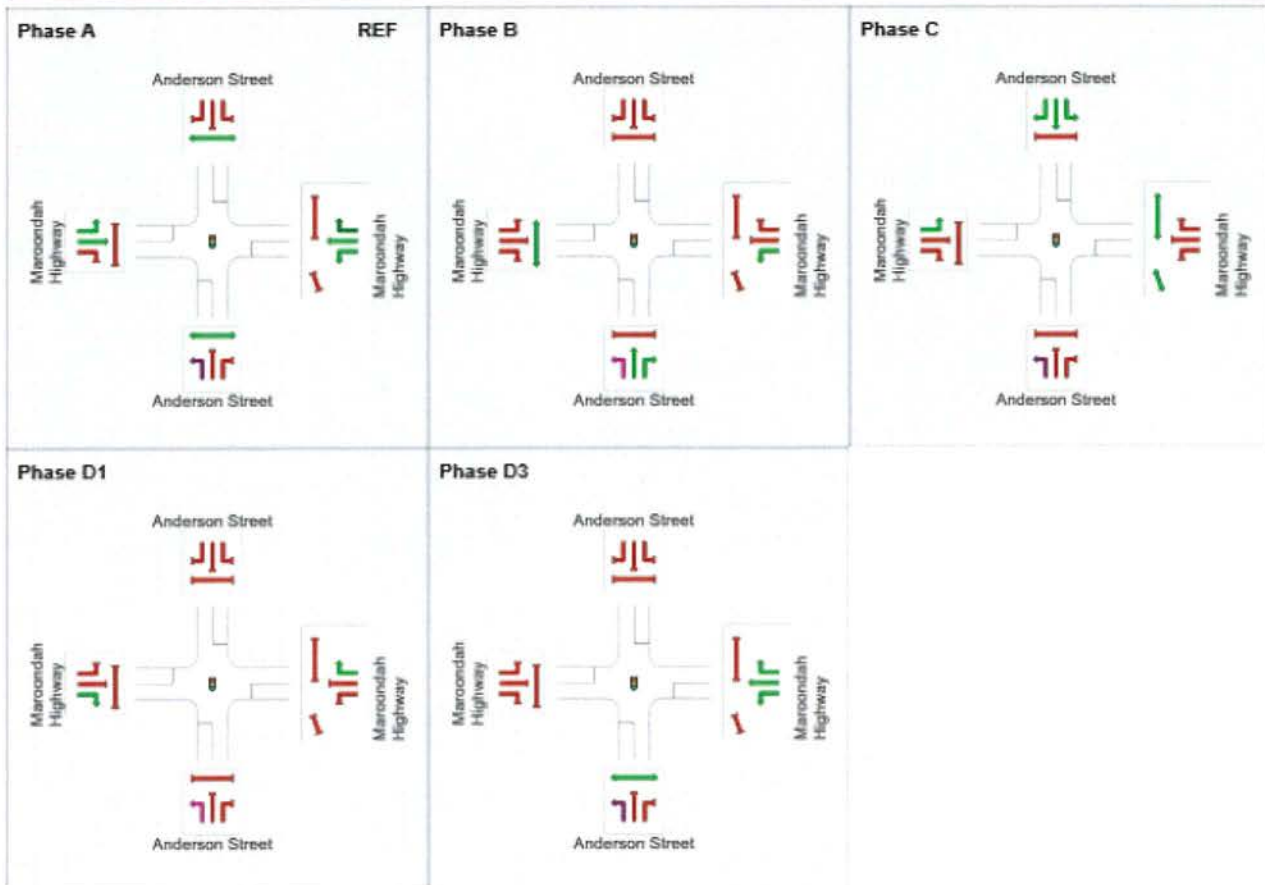 Phase A REF
Anderson Street
Maroondah
Highway
Maroondah
Highway
Anderson Street
Phase B
Anderson Street
Maroondah
Highway
Maroondah
Highway
Anderson Street
Phase C
Anderson Street
Maroondah
Highway
Maroondah
Highway
Anderson Street
Phase D1
Anderson Street
Maroondah
Highway
Maroondah
Highway
Anderson Street
Phase D3
Anderson Street
Maroondah
Highway
Maroondah
Highway
Anderson Street